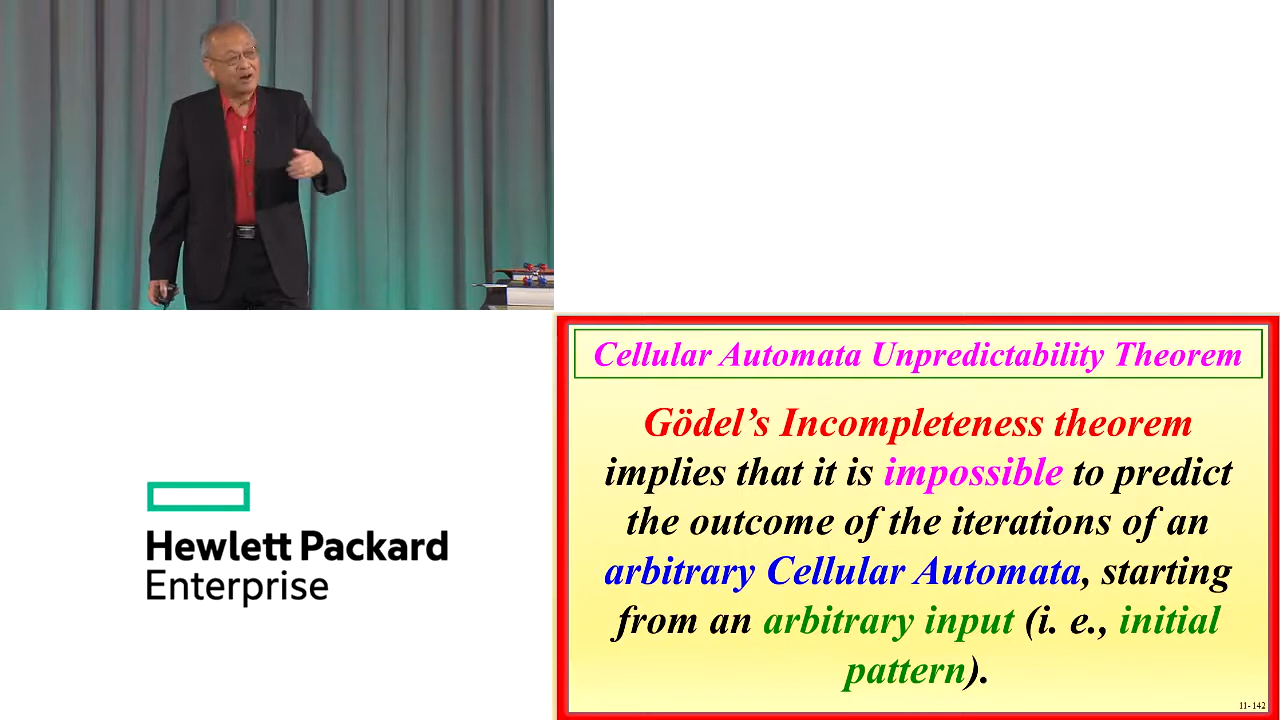 Cellular Automata Unpredictability Theorem
Gödel’s Incompleteness theorem
implies that it is impossible to predict
the outcome of the iterations of an
arbitrary Cellular Automata, starting
from an arbitrary input (i. e., initial
pattern).
11- 142
Hewlett Packard
Enterprise